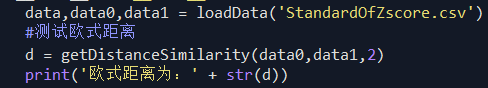 data,data0,data1 = loadData('StandardOfZscore.csv')
#测试欧式距离
d = getDistanceSimilarity(data0,data1,2)
print('欧式距离为：' + str(d))